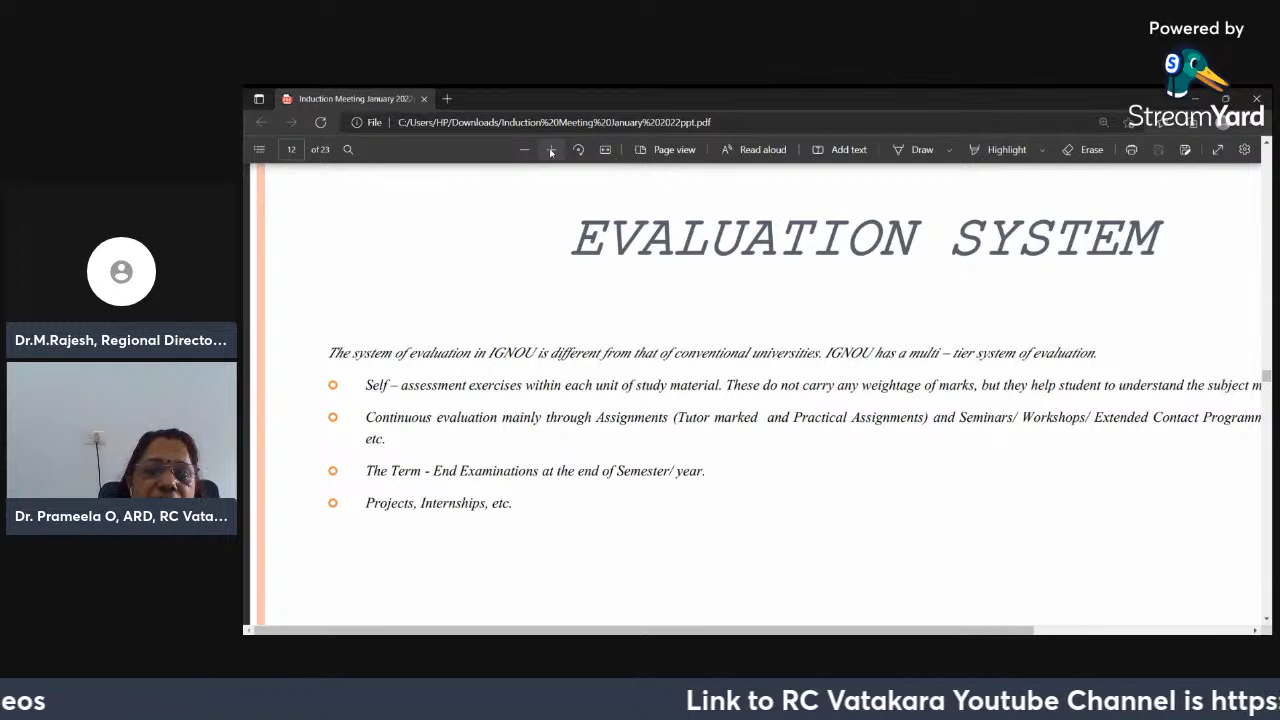 Powered by
StreamYard
Induction Meeting January 2022
File C:/Users/HP/Downloads/Induction%20Meeting%20January%202022ppt.pdf
12 of 23 Page view Read aloud Add text Draw Highlight Erase
EVALUATION SYSTEM
The system of evaluation in IGNOU is different from that of conventional universities. IGNOU has a multi – tier system of evaluation.
Self – assessment exercises within each unit of study material. These do not carry any weightage of marks, but they help student to understand the subject m
Continuous evaluation mainly through Assignments (Tutor marked and Practical Assignments) and Seminars/ Workshops/ Extended Contact Programm
etc.
The Term - End Examinations at the end of Semester/ year.
Projects, Internships, etc.
Dr.M.Rajesh, Regional Directo...
Dr. Prameela O, ARD, RC Vata...
eos Link to RC Vatakara Youtube Channel is https: